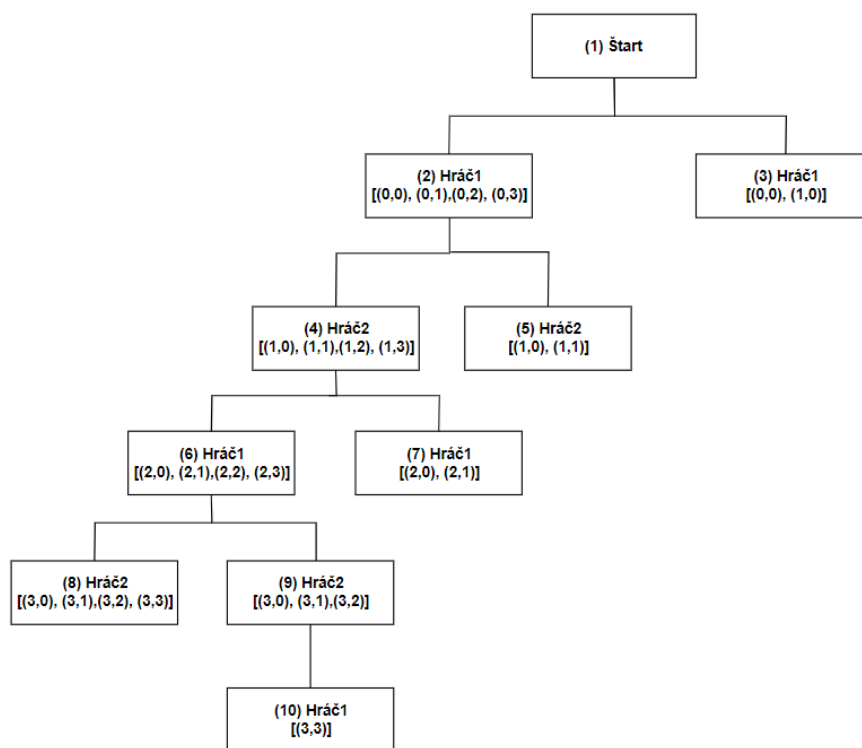 (1) Štart
(2) Hráč1
[(0,0), (0,1),(0,2), (0,3)]
(3) Hráč1
[(0,0), (1,0)]
(4) Hráč2
[(1,0), (1,1),(1,2), (1,3)]
(5) Hráč2
[(1,0), (1,1)]
(6) Hráč1
[(2,0), (2,1),(2,2), (2,3)]
(7) Hráč1
[(2,0), (2,1)]
(8) Hráč2
[(3,0), (3,1),(3,2), (3,3)]
(9) Hráč2
[(3,0), (3,1),(3,2)]
(10) Hráč1
[(3,3)]